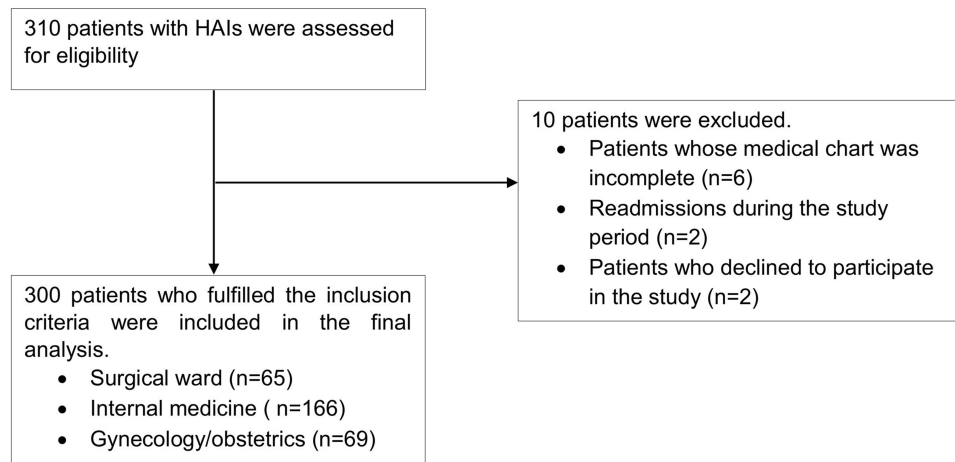 310 patients with HAIs were assessed
for eligibility
10 patients were excluded.
• Patients whose medical chart was
incomplete (n=6)
• Readmissions during the study
period (n=2)
• Patients who declined to participate
in the study (n=2)
300 patients who fulfilled the inclusion
criteria were included in the final
analysis.
• Surgical ward (n=65)
• Internal medicine ( n=166)
• Gynecology/obstetrics (n=69)